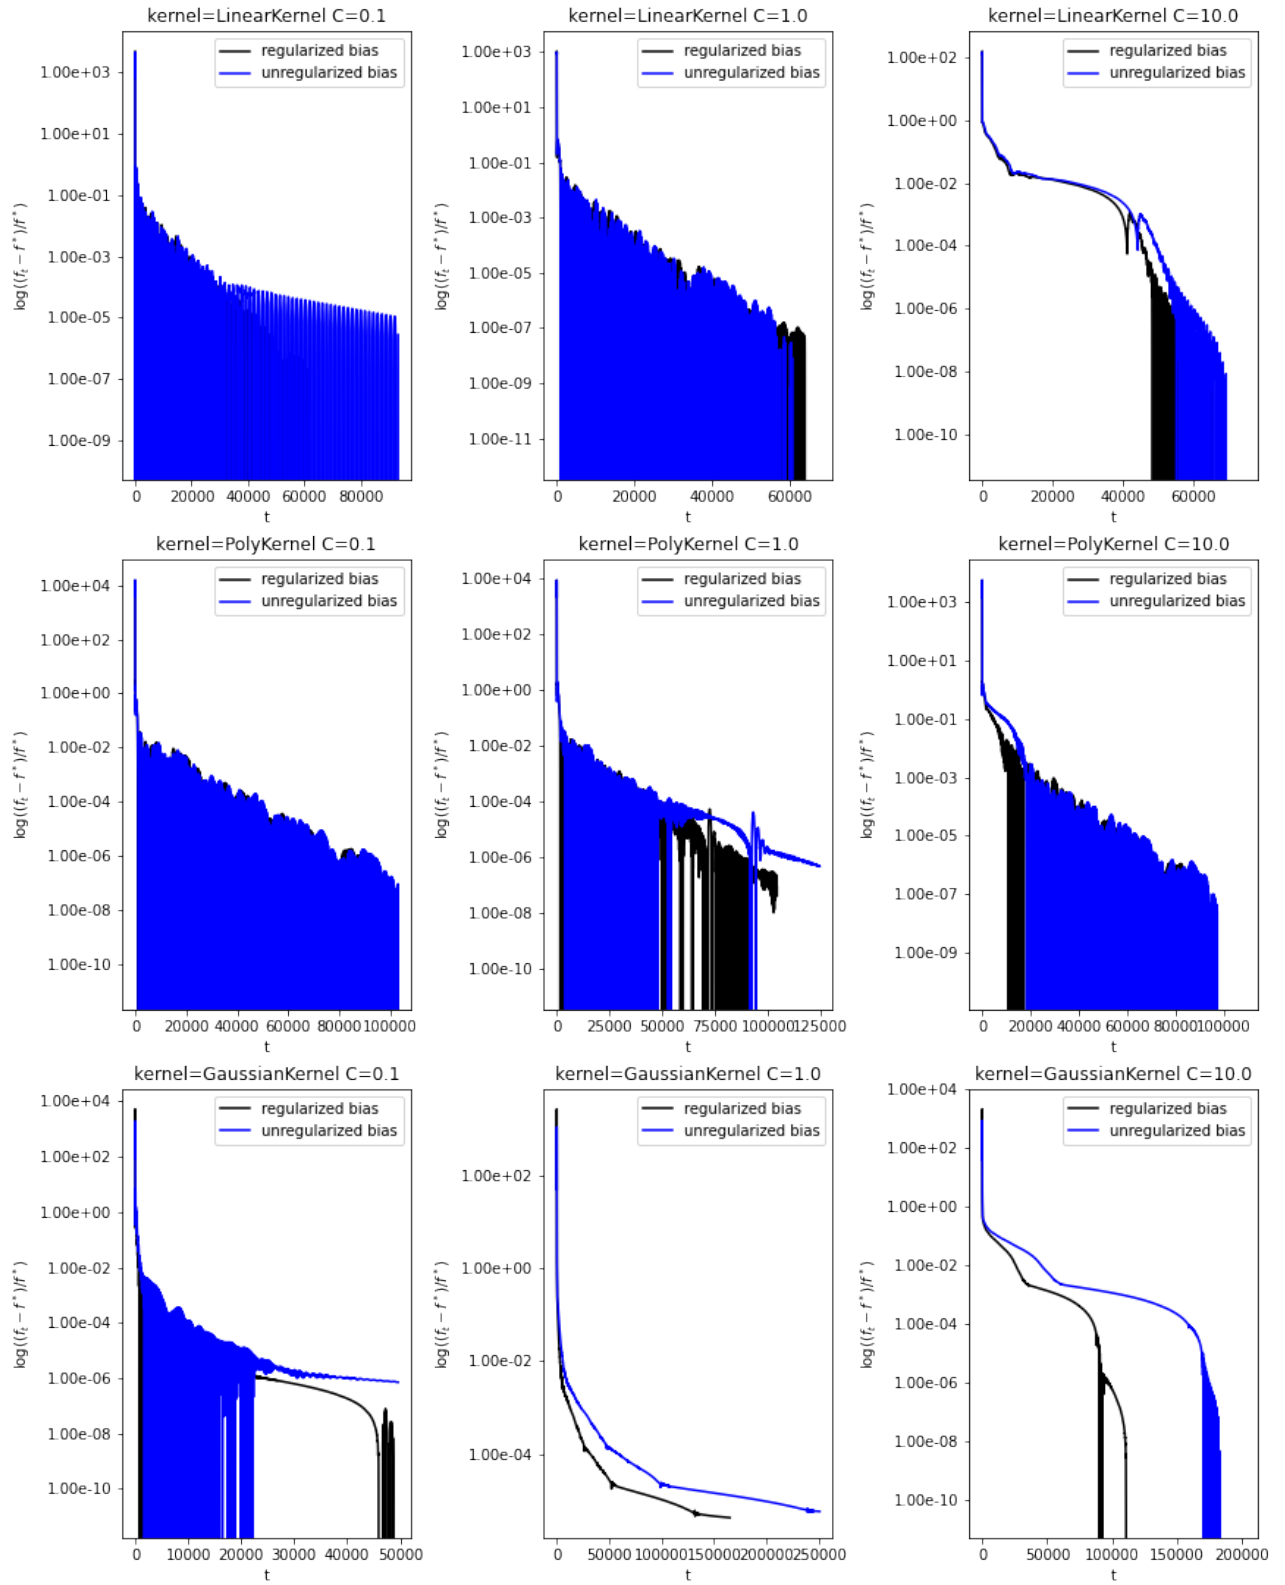 kernel=LinearKernel C=0.1
1.00e+03
1.00e+01
1.00e-01
1.00e-03
1.00e-05
1.00e-07
1.00e-09
log((f_t − f*)/f*)
regularized bias
unregularized bias
0 20000 40000 60000 80000
t
kernel=LinearKernel C=1.0
1.00e+03
1.00e+01
1.00e-01
1.00e-03
1.00e-05
1.00e-07
1.00e-09
1.00e-11
log((f_t − f*)/f*)
regularized bias
unregularized bias
0 20000 40000 60000
t
kernel=LinearKernel C=10.0
1.00e+02
1.00e+00
1.00e-02
1.00e-04
1.00e-06
1.00e-08
1.00e-10
log((f_t − f*)/f*)
regularized bias
unregularized bias
0 20000 40000 60000
t
kernel=PolyKernel C=0.1
1.00e+04
1.00e+02
1.00e+00
1.00e-02
1.00e-04
1.00e-06
1.00e-08
1.00e-10
log((f_t − f*)/f*)
regularized bias
unregularized bias
0 20000 40000 60000 80000 100000
t
kernel=PolyKernel C=1.0
1.00e+04
1.00e+02
1.00e+00
1.00e-02
1.00e-04
1.00e-06
1.00e-08
1.00e-10
log((f_t − f*)/f*)
regularized bias
unregularized bias
0 25000 50000 75000 100000 125000
t
kernel=PolyKernel C=10.0
1.00e+03
1.00e+01
1.00e-01
1.00e-03
1.00e-05
1.00e-07
1.00e-09
log((f_t − f*)/f*)
regularized bias
unregularized bias
0 20000 40000 60000 80000 100000
t
kernel=GaussianKernel C=0.1
1.00e+04
1.00e+02
1.00e+00
1.00e-02
1.00e-04
1.00e-06
1.00e-08
1.00e-10
log((f_t − f*)/f*)
regularized bias
unregularized bias
0 10000 20000 30000 40000 50000
t
kernel=GaussianKernel C=1.0
1.00e+02
1.00e+00
1.00e-02
1.00e-04
log((f_t − f*)/f*)
regularized bias
unregularized bias
0 50000 100000 150000 200000 250000
t
kernel=GaussianKernel C=10.0
1.00e+04
1.00e+02
1.00e+00
1.00e-02
1.00e-04
1.00e-06
1.00e-08
1.00e-10
log((f_t − f*)/f*)
regularized bias
unregularized bias
0 50000 100000 150000 200000
t